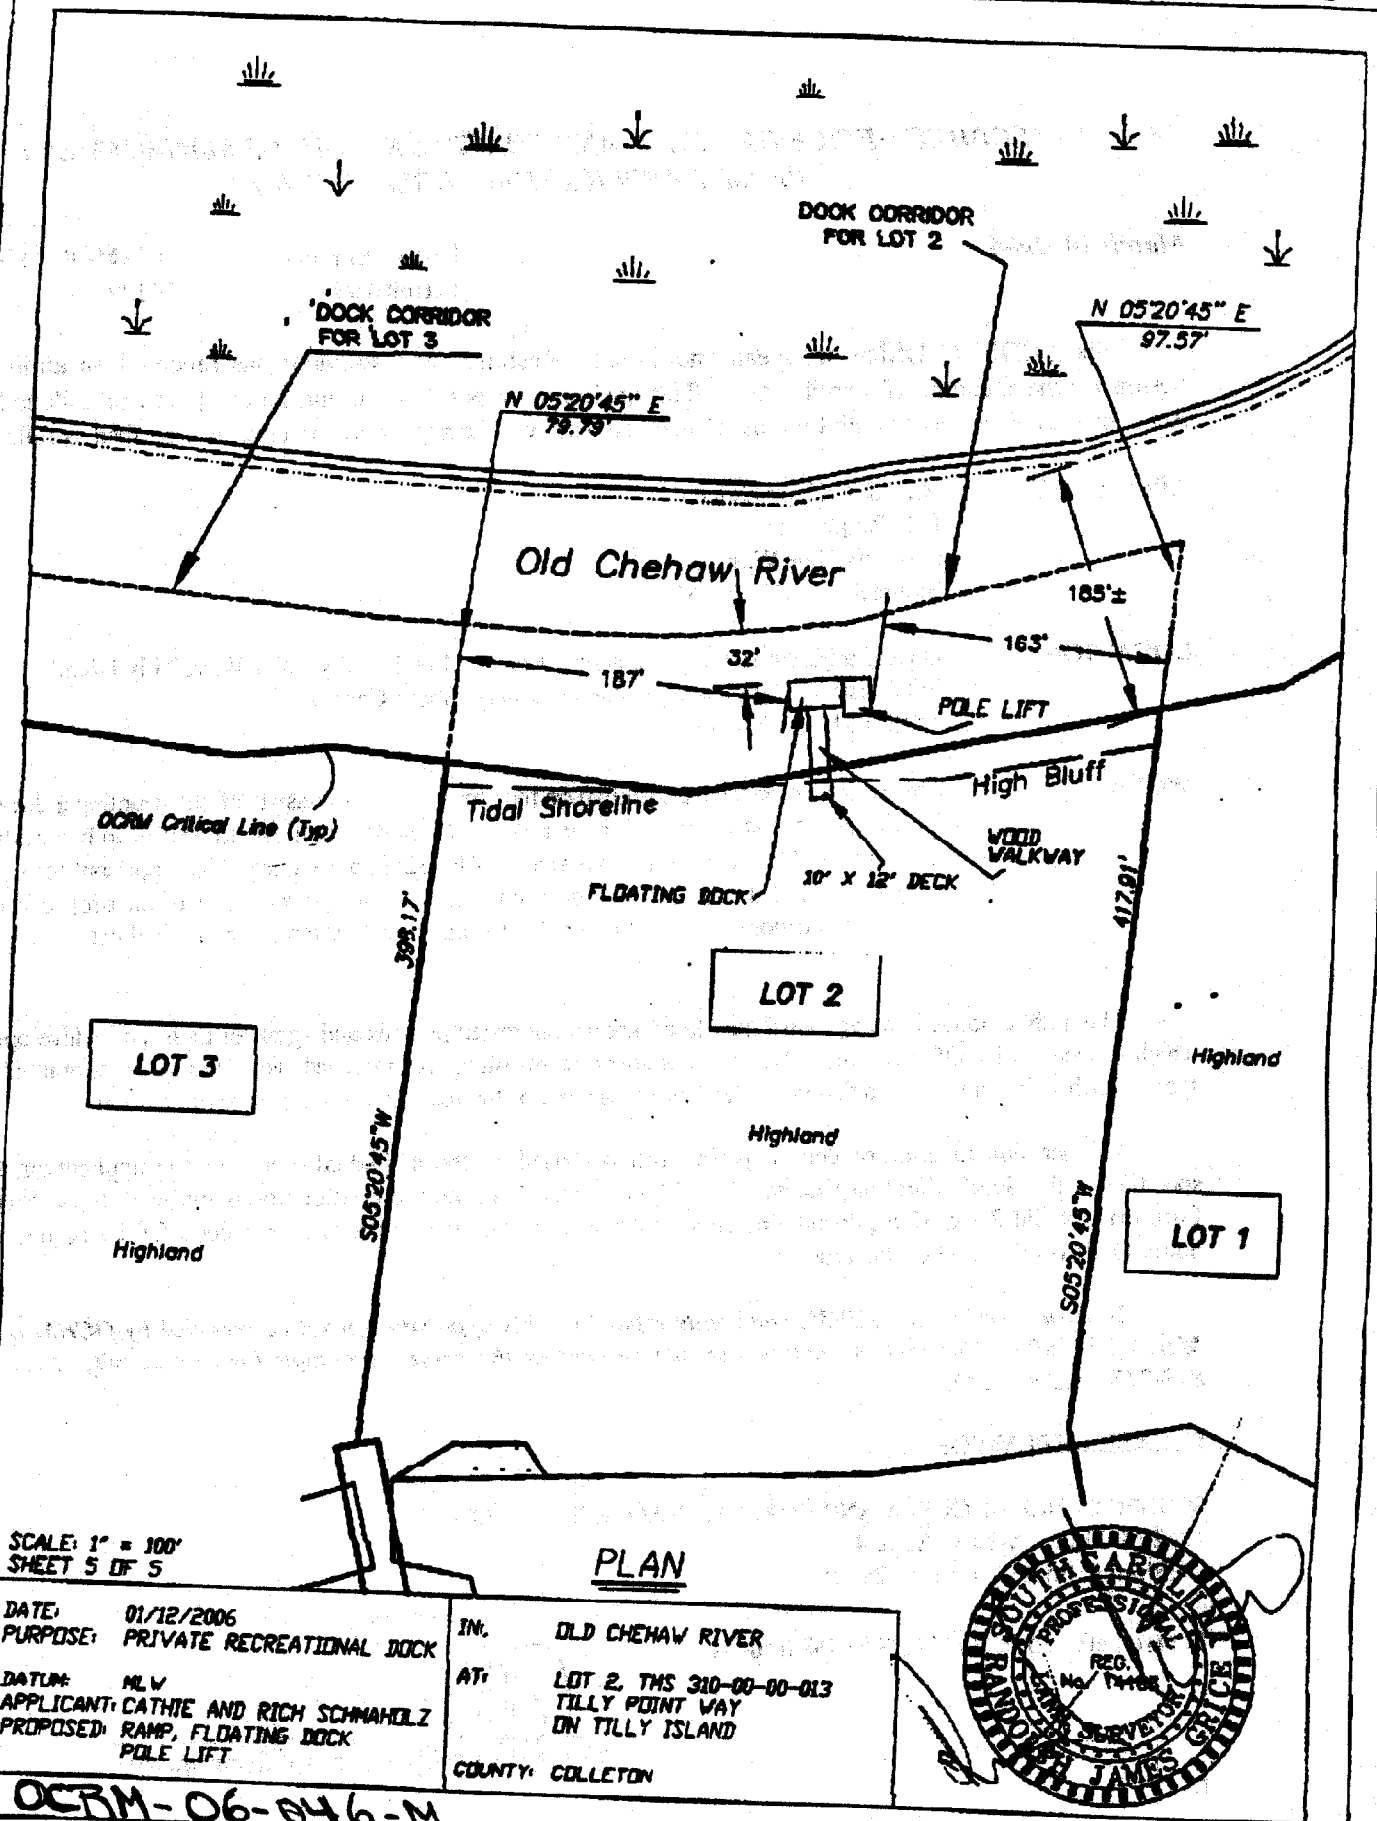 DOCK CORRIDOR
FOR LOT 2
N 05°20'45" E
97.57'
DOCK CORRIDOR
FOR LOT 3
N 05°20'45" E
79.79'
Old Chehaw River
185'±
163'
32'
187'
POLE LIFT
High Bluff
Tidal Shoreline
OCRM Critical Line (Typ)
WOOD
WALKWAY
10' X 12' DECK
FLOATING DOCK
398.17'
417.91'
LOT 2
LOT 3
Highland
Highland
S05°20'45"W
S05°20'45"W
LOT 1
Highland
SCALE: 1" = 100'
SHEET 5 OF 5
PLAN
DATE: 01/12/2006
PURPOSE: PRIVATE RECREATIONAL DOCK
DATUM: MLW
APPLICANT: CATHIE AND RICH SCHMAHOLZ
PROPOSED: RAMP, FLOATING DOCK
POLE LIFT
IN: OLD CHEHAW RIVER
AT: LOT 2, TMS 310-00-00-013
TILLY POINT WAY
ON TILLY ISLAND
COUNTY: COLLETON
SOUTH CAROLINA
PROFESSIONAL
REG.
No.
LAND SURVEYOR
RANDOLPH JAMES GRICE
OCRM-06-046-M